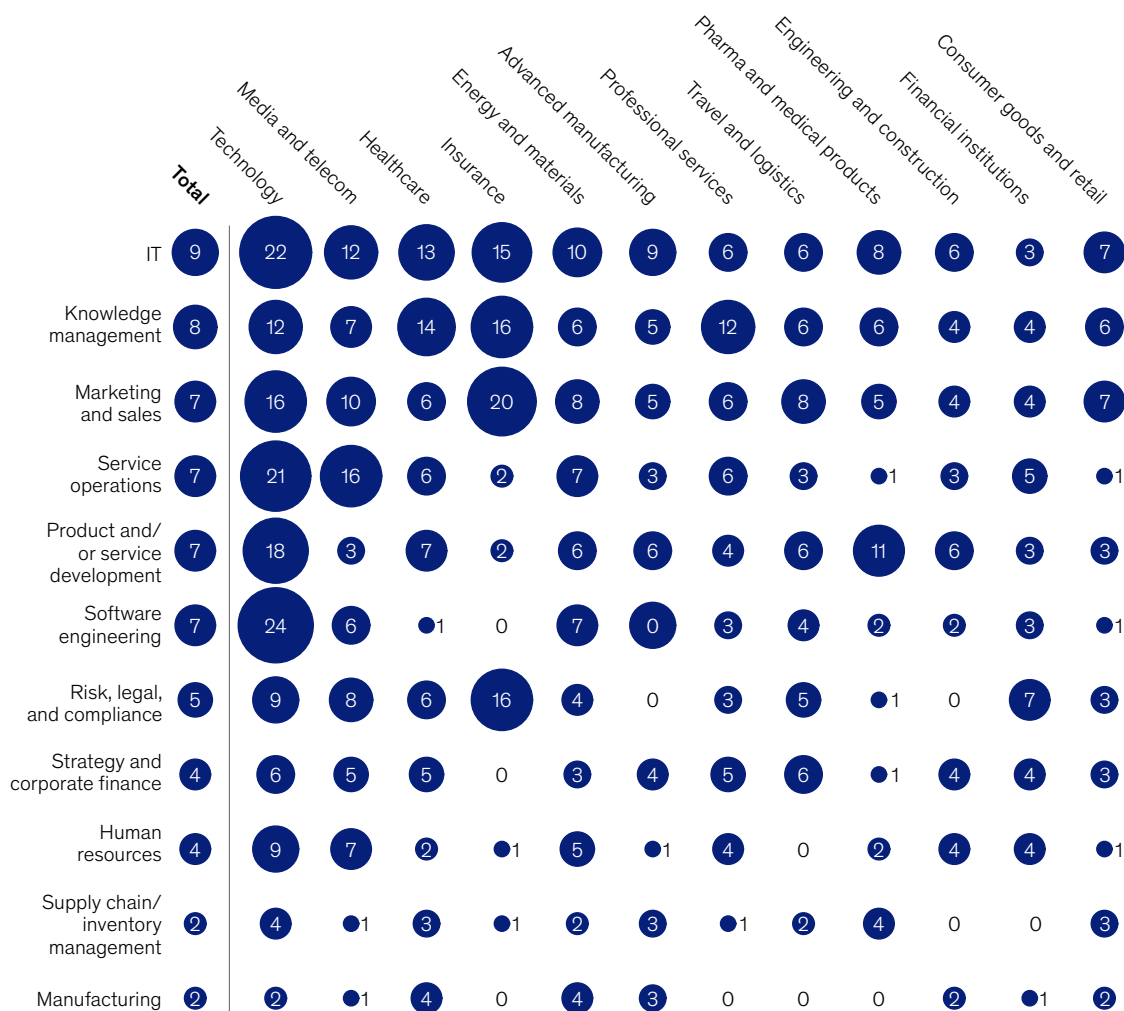 Total
Technology
Media and telecom
Healthcare
Insurance
Energy and materials
Advanced manufacturing
Professional services
Travel and logistics
Pharma and medical products
Engineering and construction
Financial institutions
Consumer goods and retail
IT 9 22 12 13 15 10 9 6 6 8 6 3 7
Knowledge
management 8 12 7 14 16 6 5 12 6 6 4 4 6
Marketing
and sales 7 16 10 6 20 8 5 6 8 5 4 4 7
Service
operations 7 21 16 6 2 7 3 6 3 1 3 5 1
Product and/
or service
development 7 18 3 7 2 6 6 4 6 11 6 3 3
Software
engineering 7 24 6 1 0 7 0 3 4 2 2 3 1
Risk, legal,
and compliance 5 9 8 6 16 4 0 3 5 1 0 7 3
Strategy and
corporate finance 4 6 5 5 0 3 4 5 6 1 4 4 3
Human
resources 4 9 7 2 1 5 1 4 0 2 4 4 1
Supply chain/
inventory
management 2 4 1 3 1 2 3 1 2 4 0 0 3
Manufacturing 2 2 1 4 0 4 3 0 0 0 2 1 2